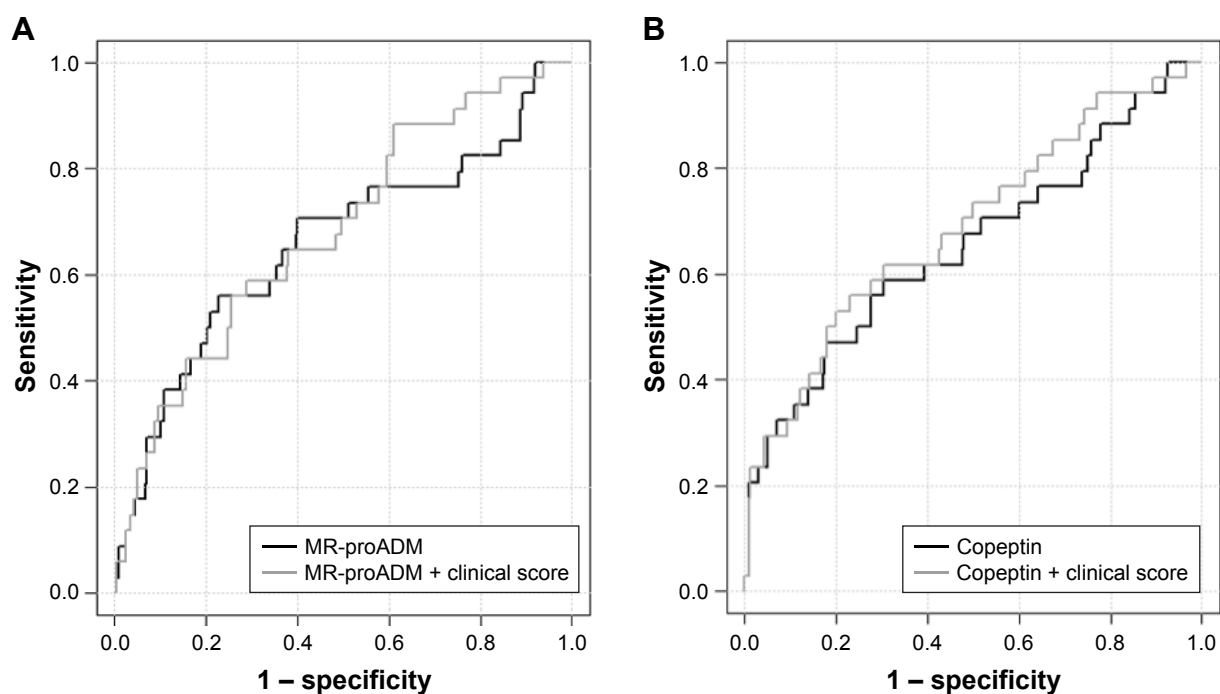 A
1.0
0.8
0.6
0.4
0.2
0.0
Sensitivity
MR-proADM
MR-proADM + clinical score
0.0 0.2 0.4 0.6 0.8 1.0
1 – specificity
B
1.0
0.8
0.6
0.4
0.2
0.0
Sensitivity
Copeptin
Copeptin + clinical score
0.0 0.2 0.4 0.6 0.8 1.0
1 – specificity